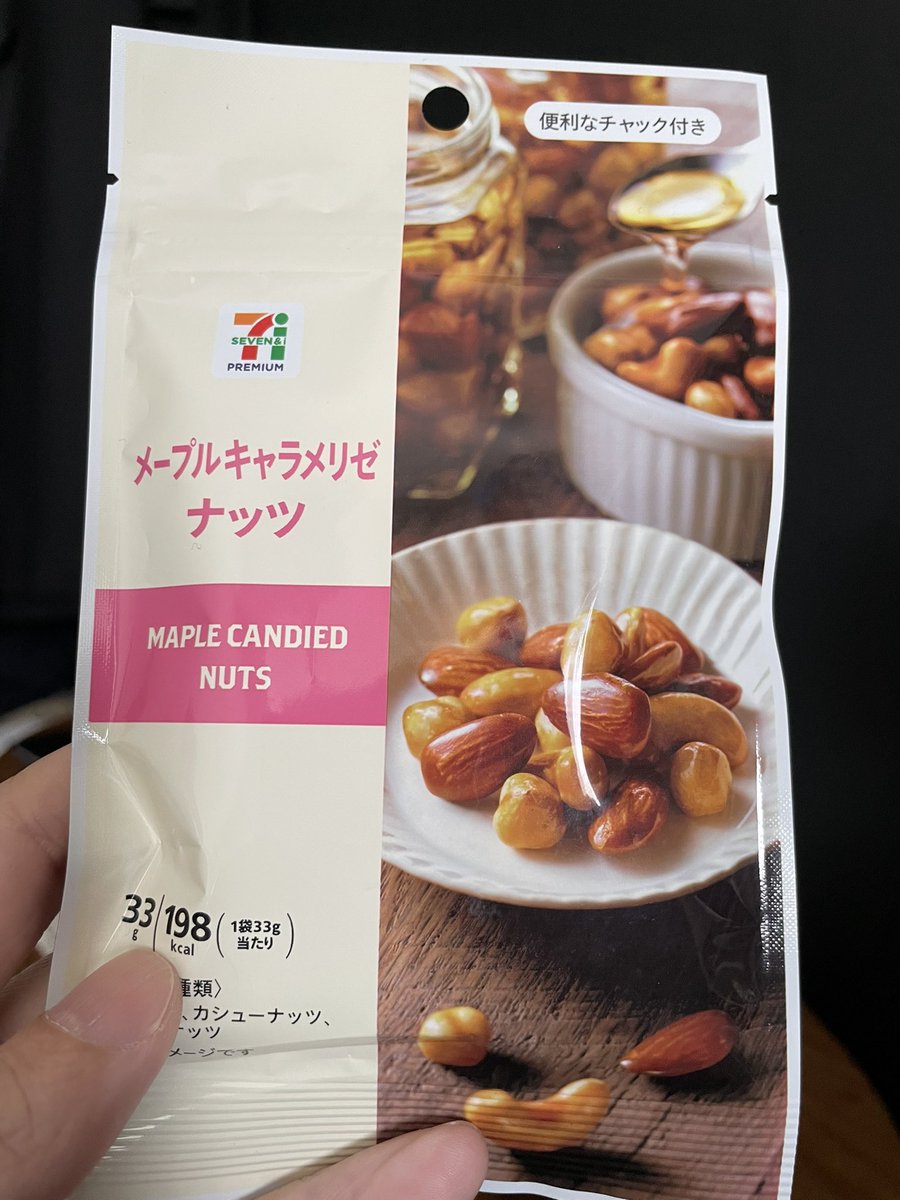 便利なチャック付き
SEVEN&i
PREMIUM
メープルキャラメリゼ
ナッツ
MAPLE CANDIED
NUTS
33g 198kcal (1袋33g当たり)
種類〉
、カシューナッツ、
ナッツ
メージです